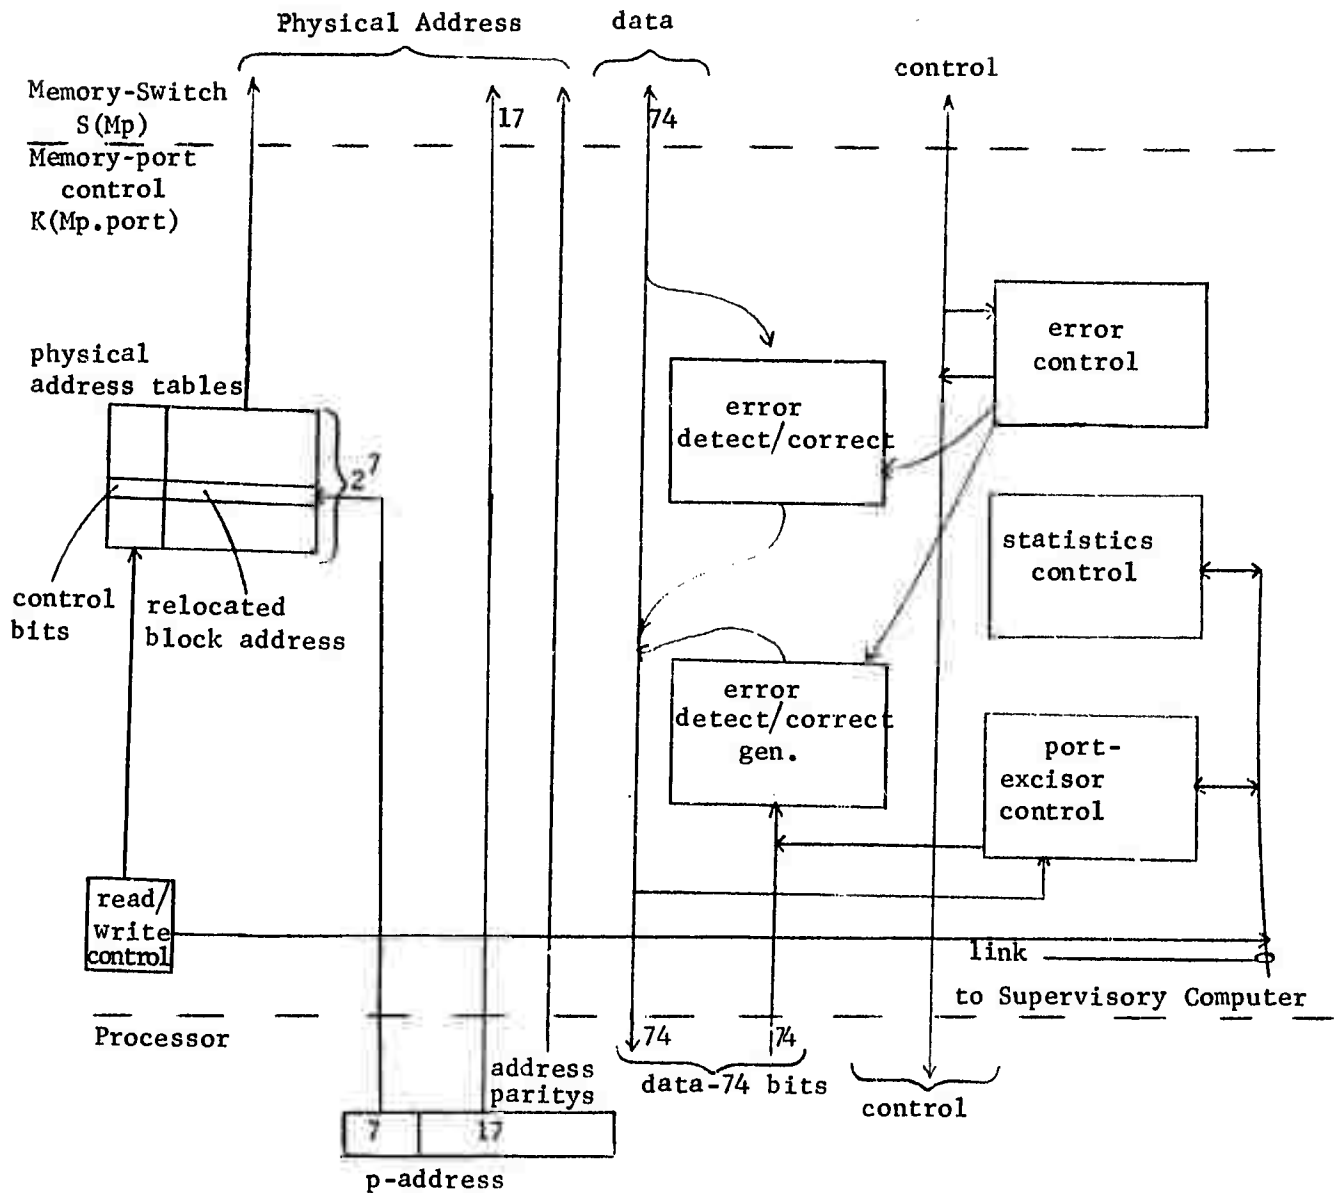 Physical Address
data
control
Memory-Switch
S(Mp)
17
74
Memory-port
control
K(Mp.port)
physical
address tables
2^7
error
control
error
detect/correct
statistics
control
control
bits
relocated
block address
error
detect/correct
gen.
port-
excisor
control
read/
write
control
link
to Supervisory Computer
Processor
74
74
address
paritys
data-74 bits
control
7
17
p-address